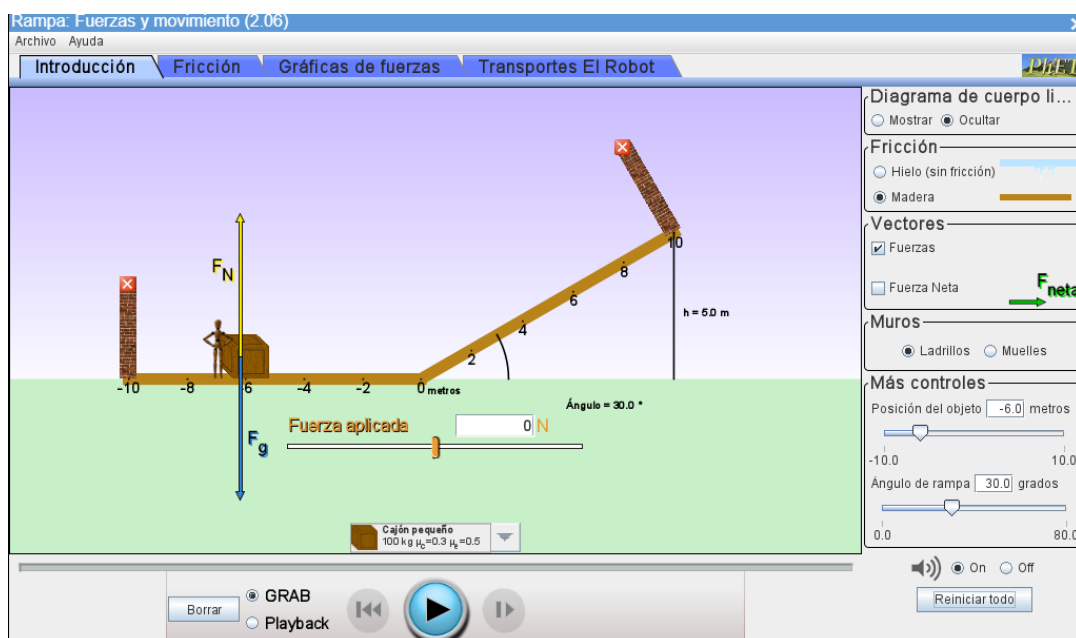 Rampa: Fuerzas y movimiento (2.06)
Archivo Ayuda
Introducción Fricción Gráficas de fuerzas Transportes El Robot
PhET
Diagrama de cuerpo li...
Mostrar Ocultar
Fricción
Hielo (sin fricción)
Madera
Vectores
Fuerzas
Fuerza Neta
F neta
Muros
Ladrillos Muelles
Más controles
Posición del objeto -6.0 metros
-10.0 10.0
Ángulo de rampa 30.0 grados
0.0 80.0
On Off
Reiniciar todo
F N
10
8
6
4
2
h = 5.0 m
-10 -8 -6 -4 -2 0 metros
Ángulo = 30.0 °
Fuerza aplicada 0 N
F g
Cajón pequeño
100 kg μc=0.3 μe=0.5
Borrar
GRAB
Playback